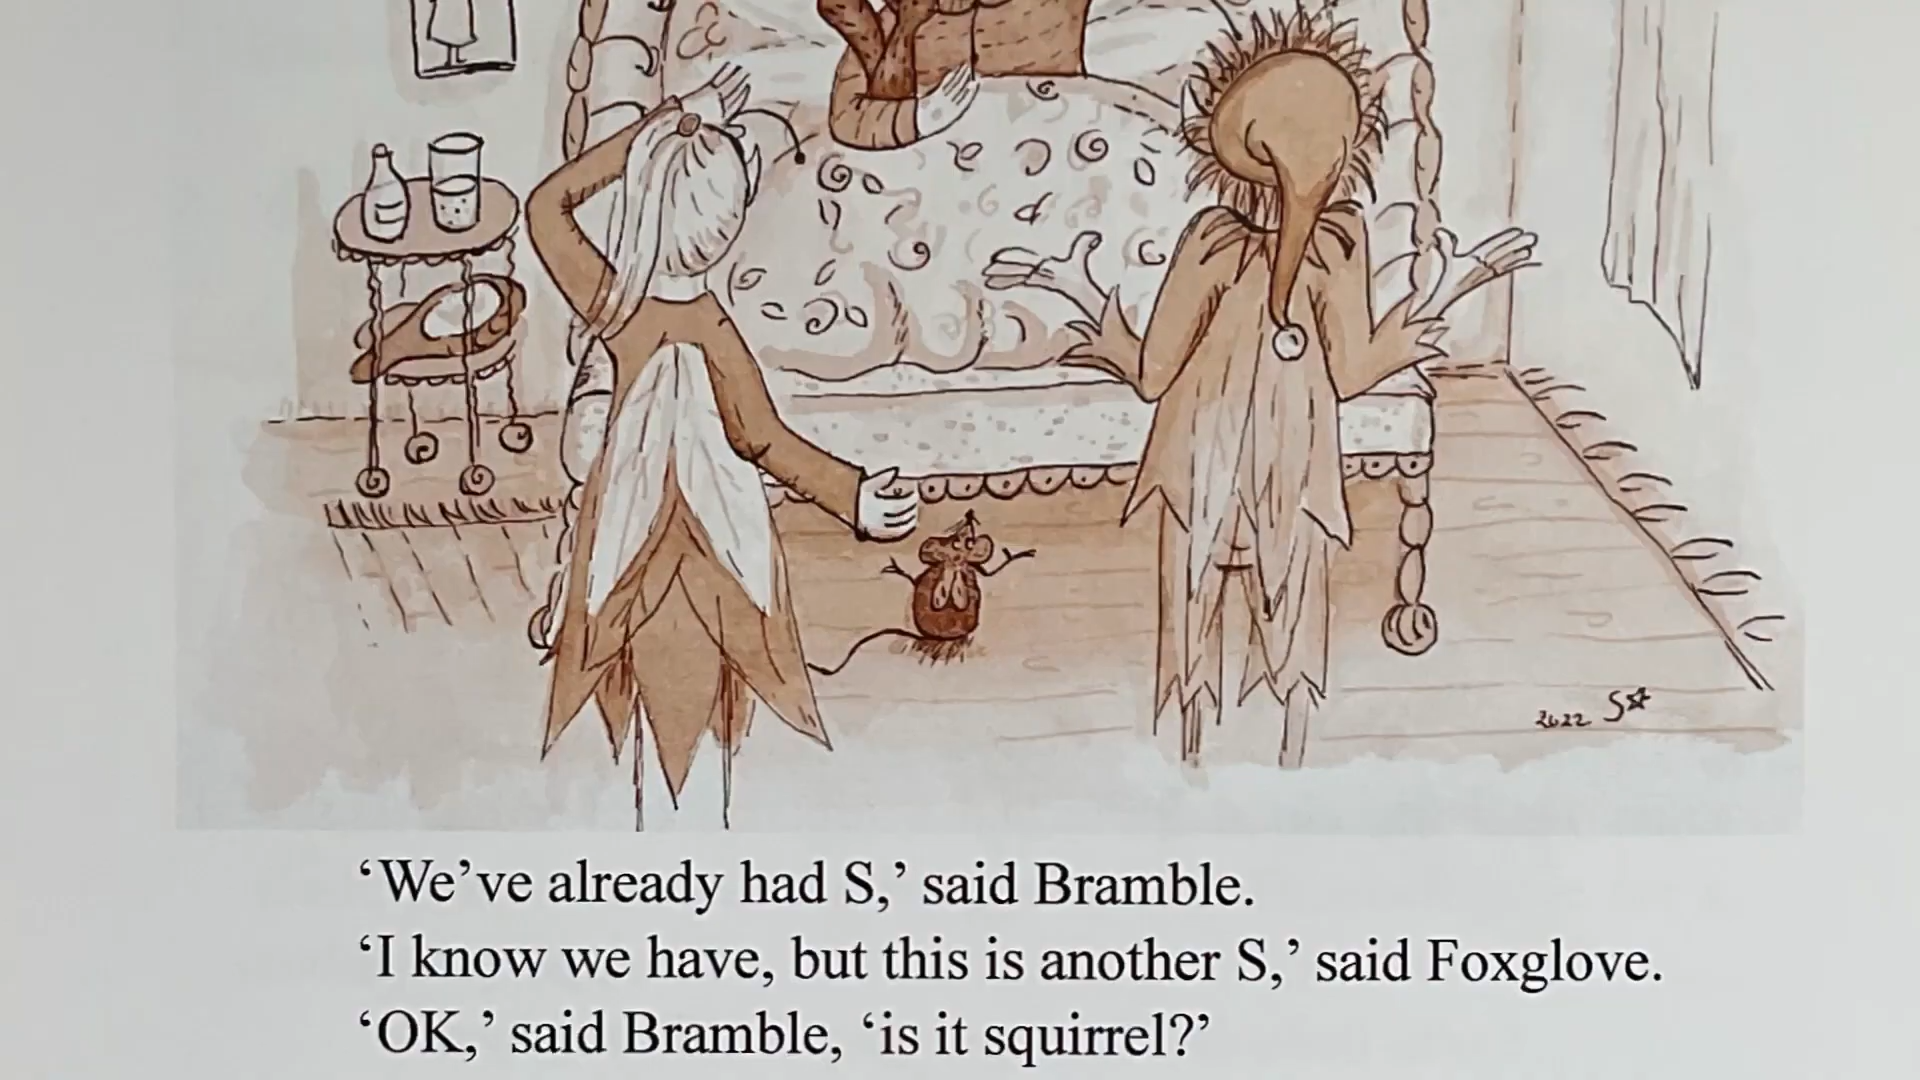 2022 S
‘We’ve already had S,’ said Bramble.
‘I know we have, but this is another S,’ said Foxglove.
‘OK,’ said Bramble, ‘is it squirrel?’